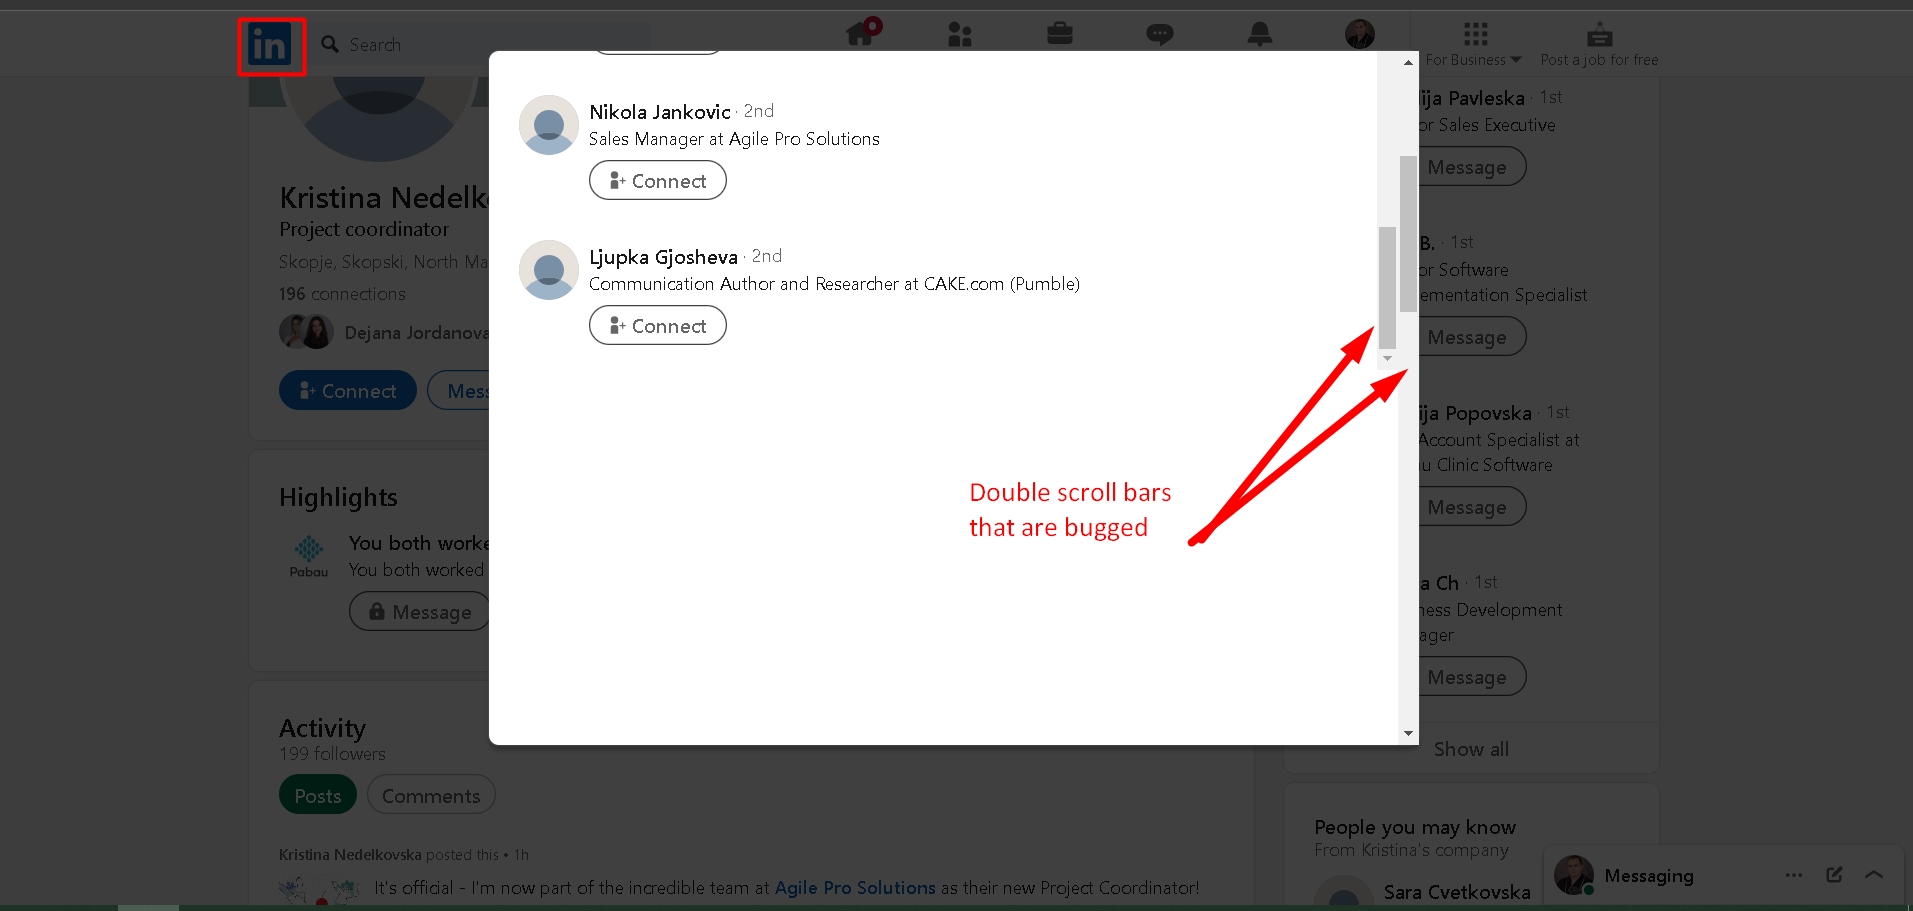 in
Search
For Business
Post a job for free
Kristina Nedelk
Project coordinator
Skopje, Skopski, North Ma
196 connections
Dejana Jordanova
Connect
Mess
Highlights
Pabau
You both worke
You both worked
Message
Activity
199 followers
Posts
Comments
Kristina Nedelkovska posted this • 1h
It's official - I'm now part of the incredible team at Agile Pro Solutions as their new Project Coordinator!
Nikola Jankovic · 2nd
Sales Manager at Agile Pro Solutions
Connect
Ljupka Gjosheva · 2nd
Communication Author and Researcher at CAKE.com (Pumble)
Connect
Double scroll bars
that are bugged
ija Pavleska · 1st
or Sales Executive
Message
B. · 1st
or Software
ementation Specialist
Message
ija Popovska · 1st
Account Specialist at
u Clinic Software
Message
a Ch · 1st
ness Development
ager
Message
Show all
People you may know
From Kristina's company
Sara Cvetkovska
Messaging